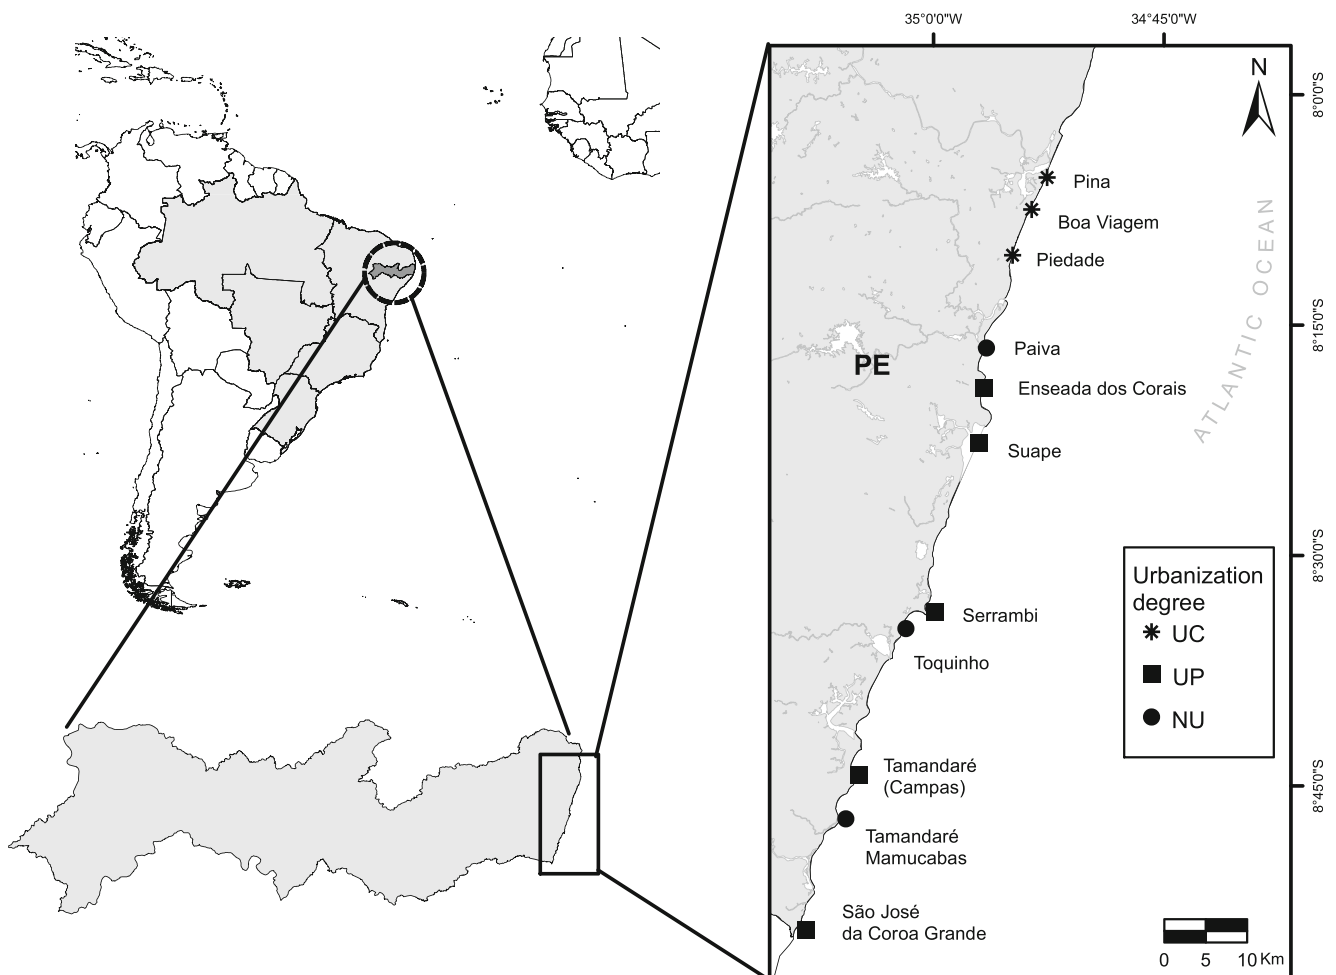 35°0'0"W
34°45'0"W
N
8°0'0"S
Pina
Boa Viagem
Piedade
ATLANTIC OCEAN
8°15'0"S
Paiva
PE
Enseada dos Corais
Suape
8°30'0"S
Urbanization
degree
UC
UP
NU
Serrambi
Toquinho
Tamandaré
(Campas)
8°45'0"S
Tamandaré
Mamucabas
São José
da Coroa Grande
0 5 10 Km